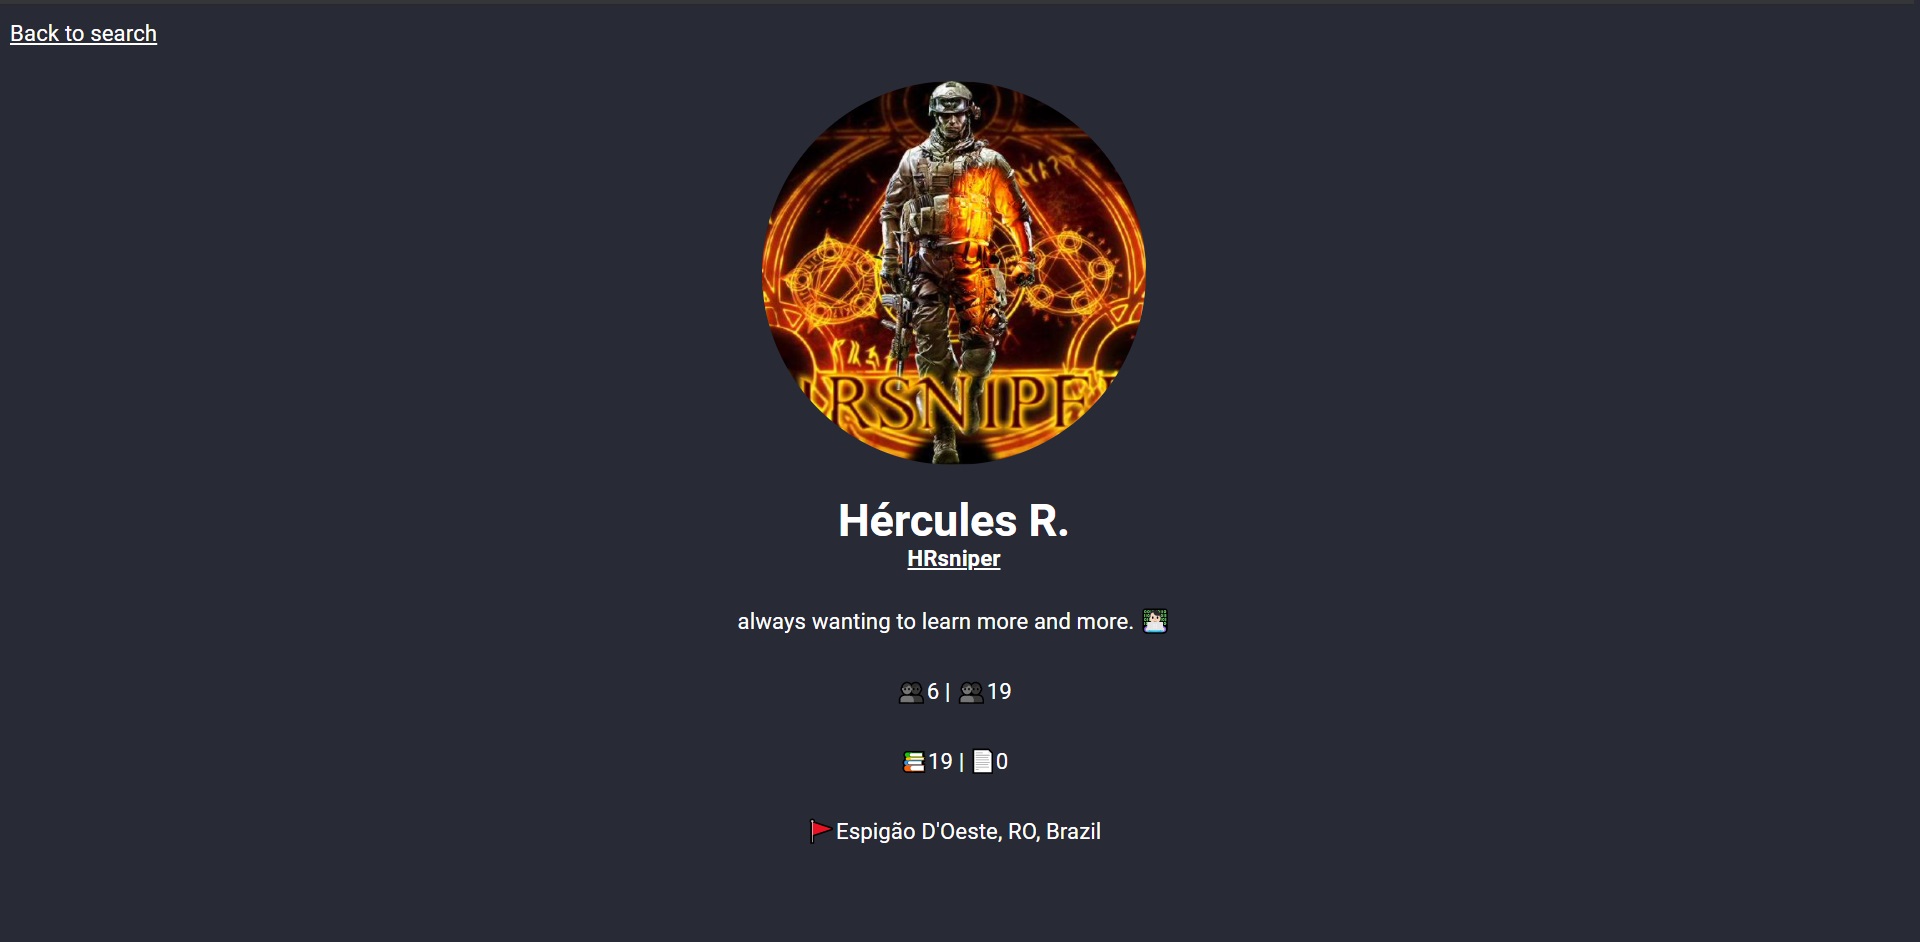 Back to search
RSNIPE
Hércules R.
HRsniper
always wanting to learn more and more.
6 | 19
19 | 0
Espigão D'Oeste, RO, Brazil